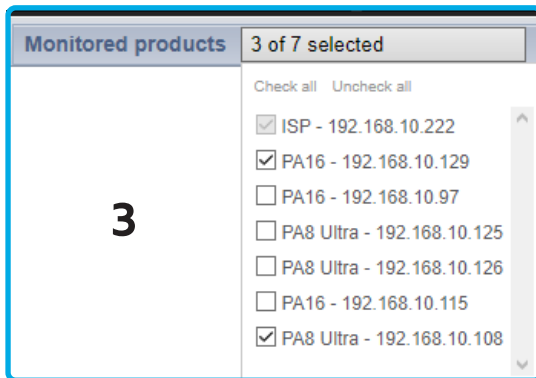 Monitored products 3 of 7 selected
Check all Uncheck all
ISP - 192.168.10.222
PA16 - 192.168.10.129
PA16 - 192.168.10.97
3
PA8 Ultra - 192.168.10.125
PA8 Ultra - 192.168.10.126
PA16 - 192.168.10.115
PA8 Ultra - 192.168.10.108